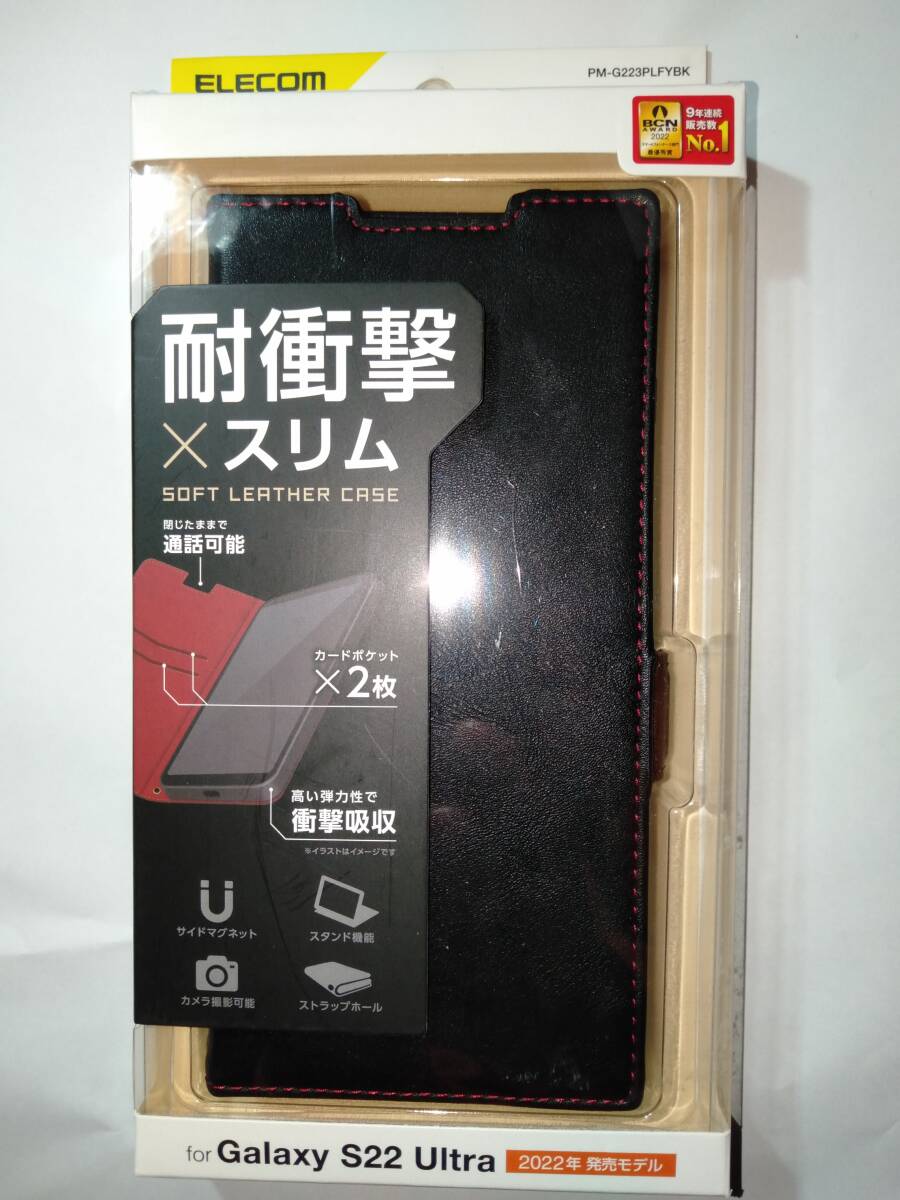 ELECOM
PM-G223PLFYBK
BCN
AWARD
2022
最優秀賞
9年連続
販売数
No.1
耐衝撃
×スリム
SOFT LEATHER CASE
閉じたままで
通話可能
カードポケット
×2枚
高い弾力性で
衝撃吸収
※イラストはイメージです
サイドマグネット
スタンド機能
カメラ撮影可能
ストラップホール
for Galaxy S22 Ultra 2022年 発売モデル